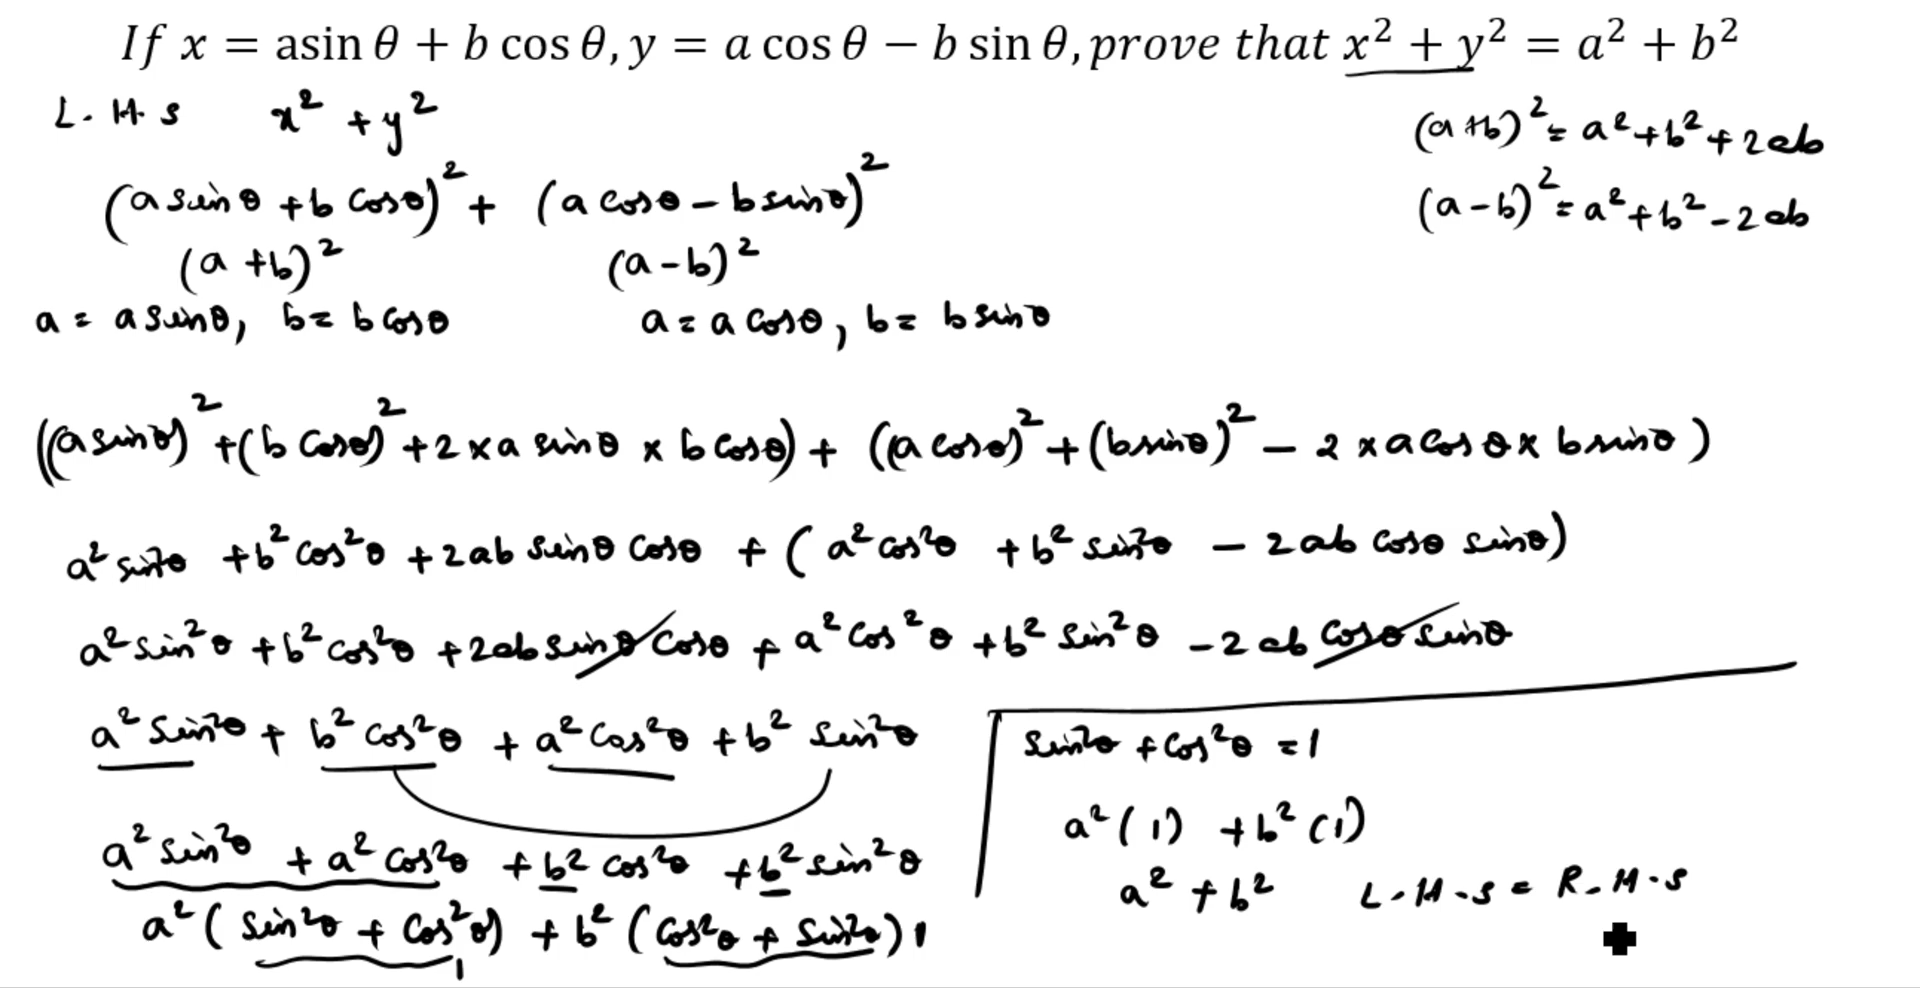 If x = asin θ + b cos θ, y = a cos θ − b sin θ, prove that x² + y² = a² + b²
L.H.S x² + y²
(a+b)² = a² + b² + 2ab
(a sin θ + b cos θ)² + (a cos θ − b sin θ)²
(a−b)² = a² + b² − 2ab
(a + b)² (a − b)²
a = a sin θ, b = b cos θ a = a cos θ, b = b sin θ
((a sin θ)² + (b cos θ)² + 2 × a sin θ × b cos θ) + ((a cos θ)² + (b sin θ)² − 2 × a cos θ × b sin θ)
a² sin²θ + b² cos²θ + 2ab sin θ cos θ + (a² cos²θ + b² sin²θ − 2ab cos θ sin θ)
a² sin²θ + b² cos²θ + 2ab sin θ cos θ + a² cos²θ + b² sin²θ − 2ab cos θ sin θ
a² sin²θ + b² cos²θ + a² cos²θ + b² sin²θ
a² sin²θ + a² cos²θ + b² cos²θ + b² sin²θ
a² (sin²θ + cos²θ) + b² (cos²θ + sin²θ) 1
1
sin²θ + cos²θ = 1
a² (1) + b² (1)
a² + b² L.H.S = R.H.S